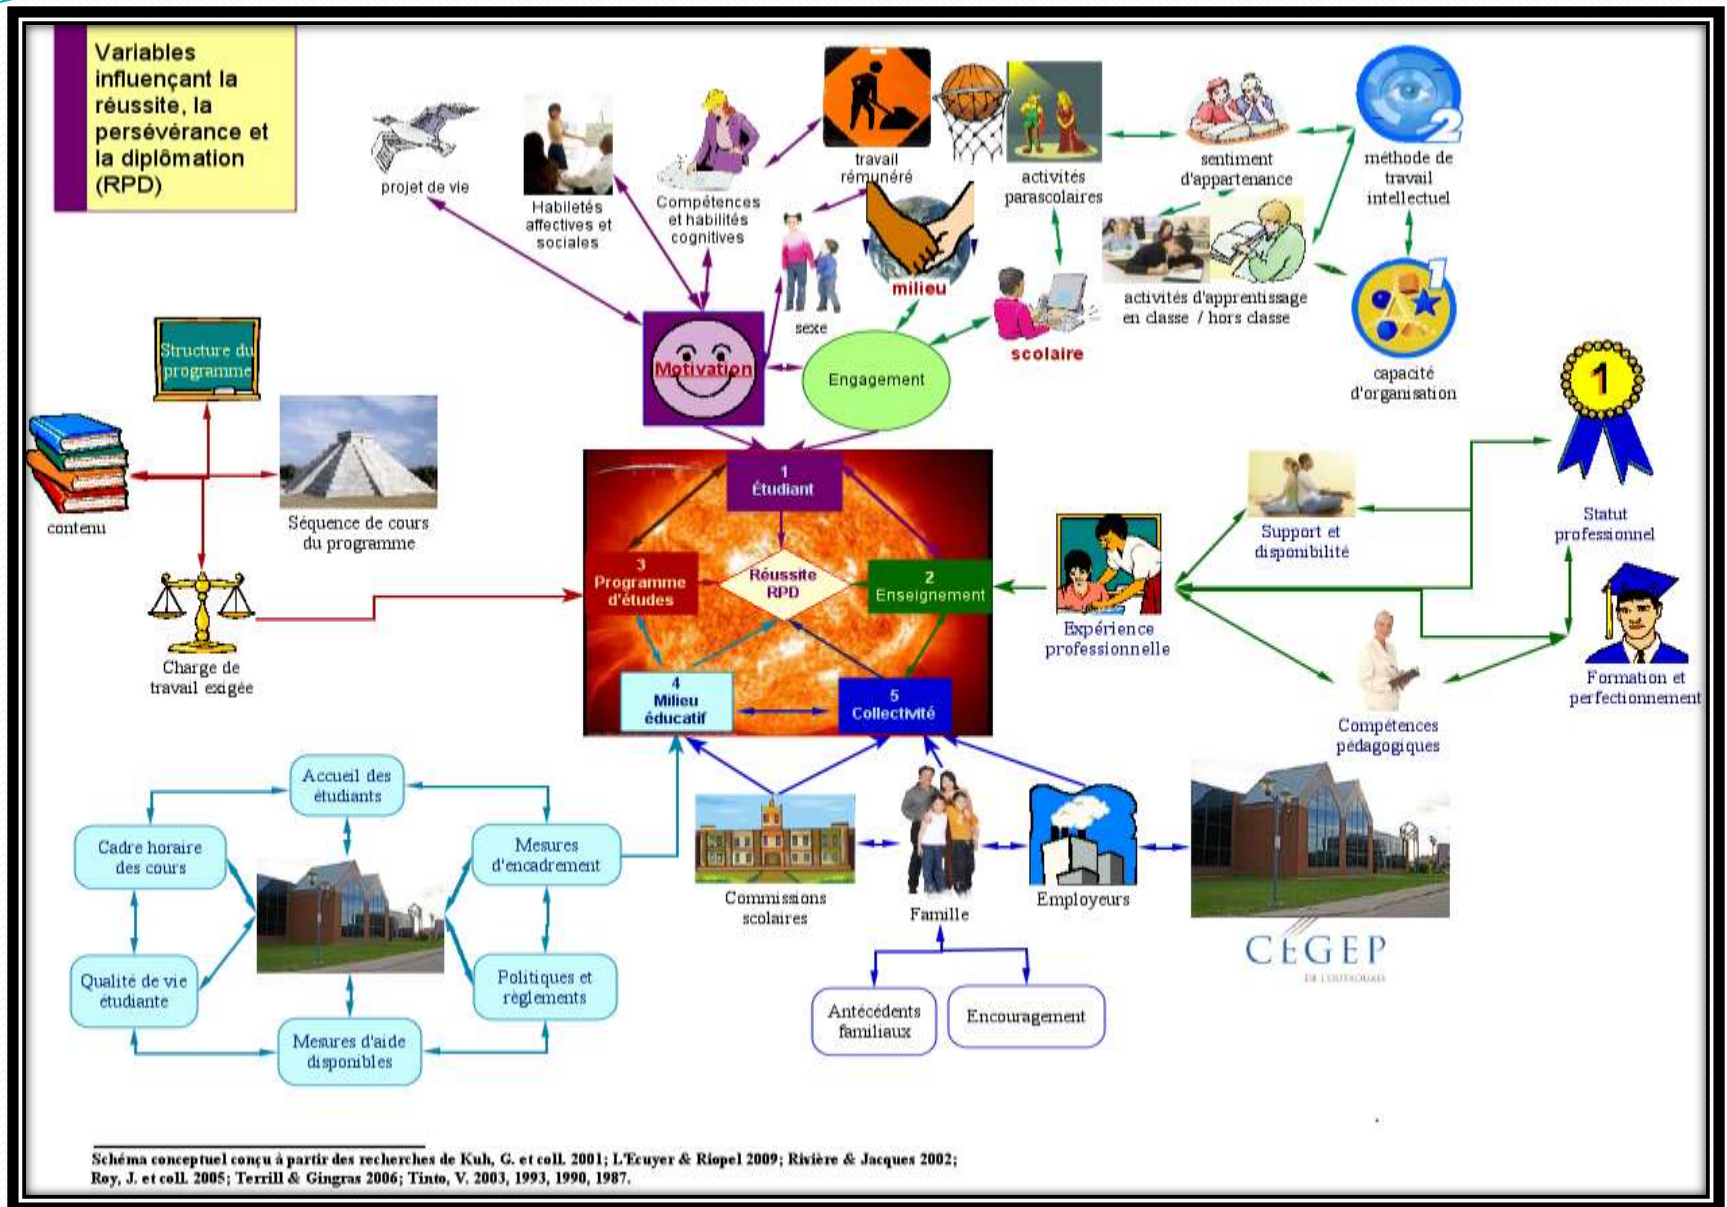 Variables
influençant la
réussite, la
persévérance et
la diplômation
(RPD)
projet de vie
Habiletés
affectives et
sociales
Compétences
et habilités
cognitives
travail
rémunéré
sexe
milieu
activités
parascolaires
scolaire
sentiment
d'appartenance
activités d'apprentissage
en classe / hors classe
2
méthode de
travail
intellectuel
1
capacité
d'organisation
Motivation
Engagement
Structure du
programme
contenu
Séquence de cours
du programme
Charge de
travail exigée
1
Étudiant
3
Programme
d'études
Réussite
RPD
2
Enseignement
4
Milieu
éducatif
5
Collectivité
Expérience
professionnelle
Support et
disponibilité
1
Statut
professionnel
Formation et
perfectionnement
Compétences
pédagogiques
Accueil des
étudiants
Cadre horaire
des cours
Mesures
d'encadrement
Qualité de vie
étudiante
Politiques et
règlements
Mesures d'aide
disponibles
Commissions
scolaires
Famille
Employeurs
CÉGEP
DE L'OUTAOUAIS
Antécédents
familiaux
Encouragement
Schéma conceptuel conçu à partir des recherches de Kuh, G. et coll. 2001; L'Ecuyer & Riopel 2009; Rivière & Jacques 2002;
Roy, J. et coll. 2005; Terrill & Gingras 2006; Tinto, V. 2003, 1993, 1990, 1987.